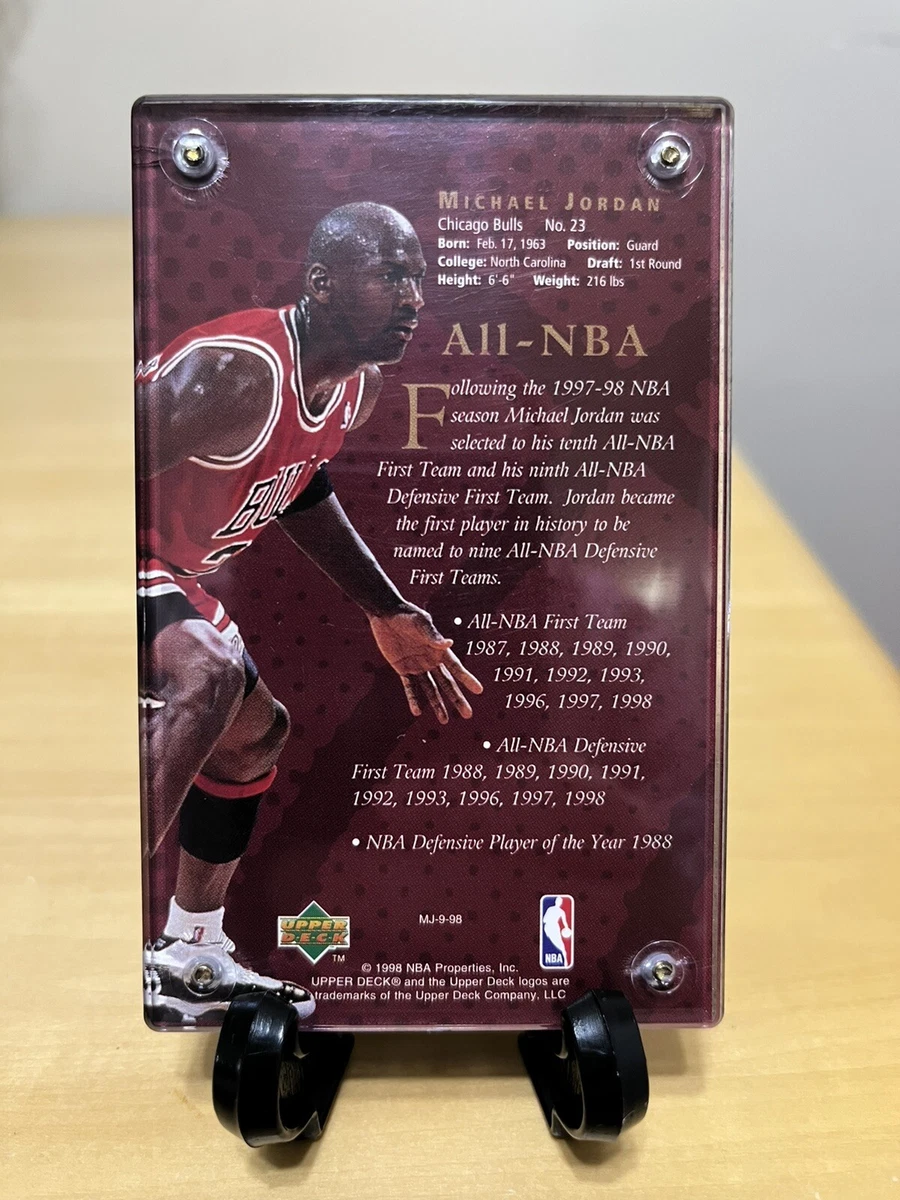 MICHAEL JORDAN
Chicago Bulls No. 23
Born: Feb. 17, 1963 Position: Guard
College: North Carolina Draft: 1st Round
Height: 6'-6" Weight: 216 lbs
All-NBA
Following the 1997-98 NBA
season Michael Jordan was
selected to his tenth All-NBA
First Team and his ninth All-NBA
Defensive First Team. Jordan became
the first player in history to be
named to nine All-NBA Defensive
First Teams.
• All-NBA First Team
1987, 1988, 1989, 1990,
1991, 1992, 1993,
1996, 1997, 1998
• All-NBA Defensive
First Team 1988, 1989, 1990, 1991,
1992, 1993, 1996, 1997, 1998
• NBA Defensive Player of the Year 1988
UPPER
DECK
TM
MJ-9-98
NBA
© 1998 NBA Properties, Inc.
UPPER DECK® and the Upper Deck logos are
trademarks of the Upper Deck Company, LLC